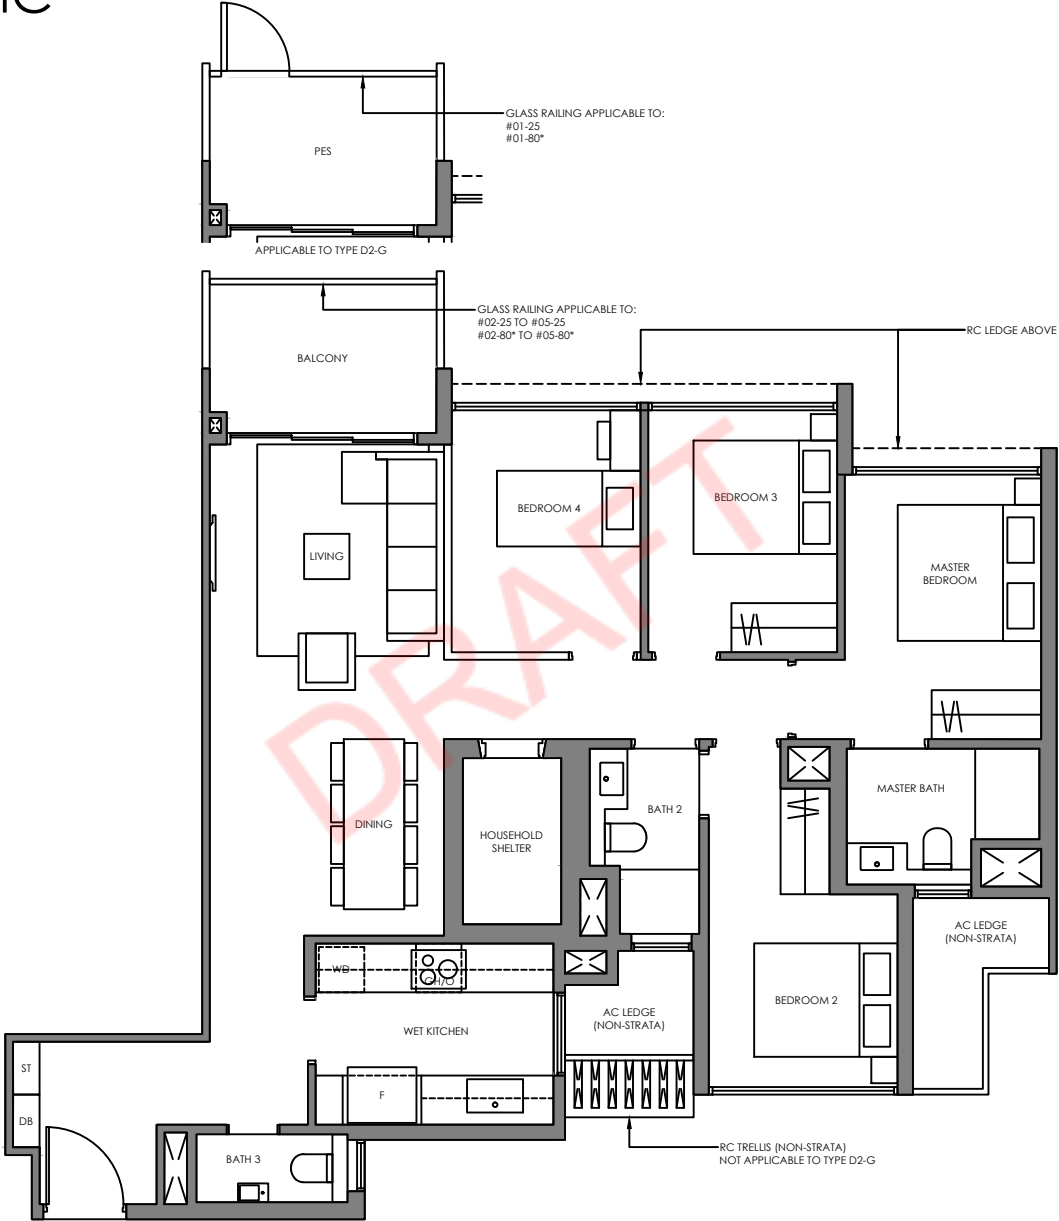 GLASS RAILING APPLICABLE TO:
#01-25
#01-80*
PES
APPLICABLE TO TYPE D2-G
GLASS RAILING APPLICABLE TO:
#02-25 TO #05-25
#02-80* TO #05-80*
RC LEDGE ABOVE
BALCONY
BEDROOM 4
BEDROOM 3
LIVING
MASTER
BEDROOM
DRAFT
MASTER BATH
BATH 2
DINING
HOUSEHOLD
SHELTER
AC LEDGE
(NON-STRATA)
WD
GH/O
BEDROOM 2
AC LEDGE
(NON-STRATA)
WET KITCHEN
ST
F
DB
RC TRELLIS (NON-STRATA)
NOT APPLICABLE TO TYPE D2-G
BATH 3